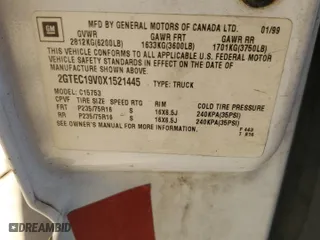 GM
MFD BY GENERAL MOTORS OF CANADA LTD. 01/99
GVWR GAWR FRT GAWR RR
2812KG(6200LB) 1633KG(3600LB) 1701KG(3750LB)
THIS VEHICLE CONFORMS TO ALL APPLICABLE U.S. FEDERAL
MOTOR VEHICLE SAFETY STANDARDS IN EFFECT ON THE DATE OF
MANUFACTURE SHOWN ABOVE.
2GTEC19V0X1521445 TYPE: TRUCK
MODEL: C15753
CPVF TIRE SIZE SPEED RTG RIM COLD TIRE PRESSURE
FRT P235/75R16 S 16X6.5J 240KPA(35PSI)
RR P235/75R16 S 16X6.5J 240KPA(35PSI)
SEE OWNER'S MANUAL FOR MORE INFORMATION.
DREAMBID